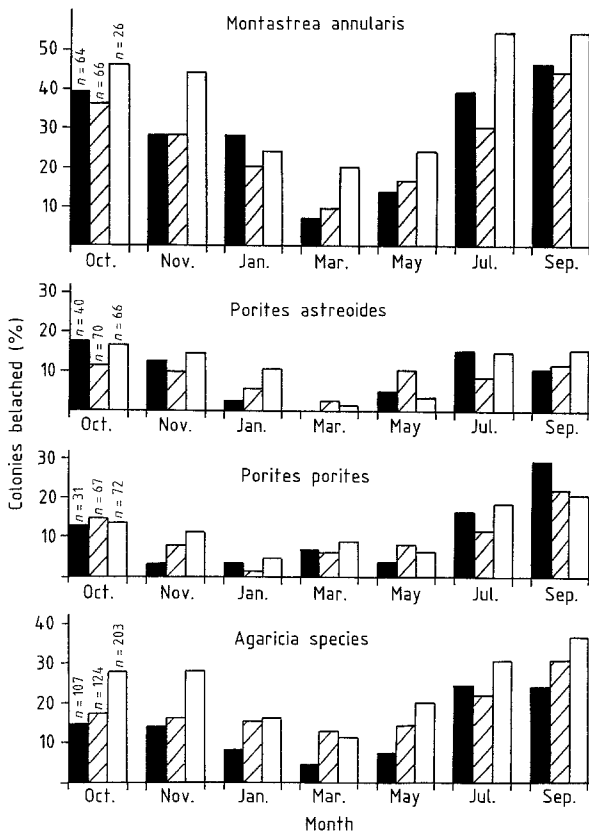 Montastrea annularis
50
40
30
20
10
n = 64
n = 66
n = 26
Oct. Nov. Jan. Mar. May Jul. Sep.
Porites astreoides
30
20
10
n = 40
n = 70
n = 66
Oct. Nov. Jan. Mar. May Jul. Sep.
Colonies belached (%)
Porites porites
30
20
10
n = 31
n = 67
n = 72
Oct. Nov. Jan. Mar. May Jul. Sep.
Agaricia species
40
30
20
10
n = 107
n = 124
n = 203
Oct. Nov. Jan. Mar. May Jul. Sep.
Month